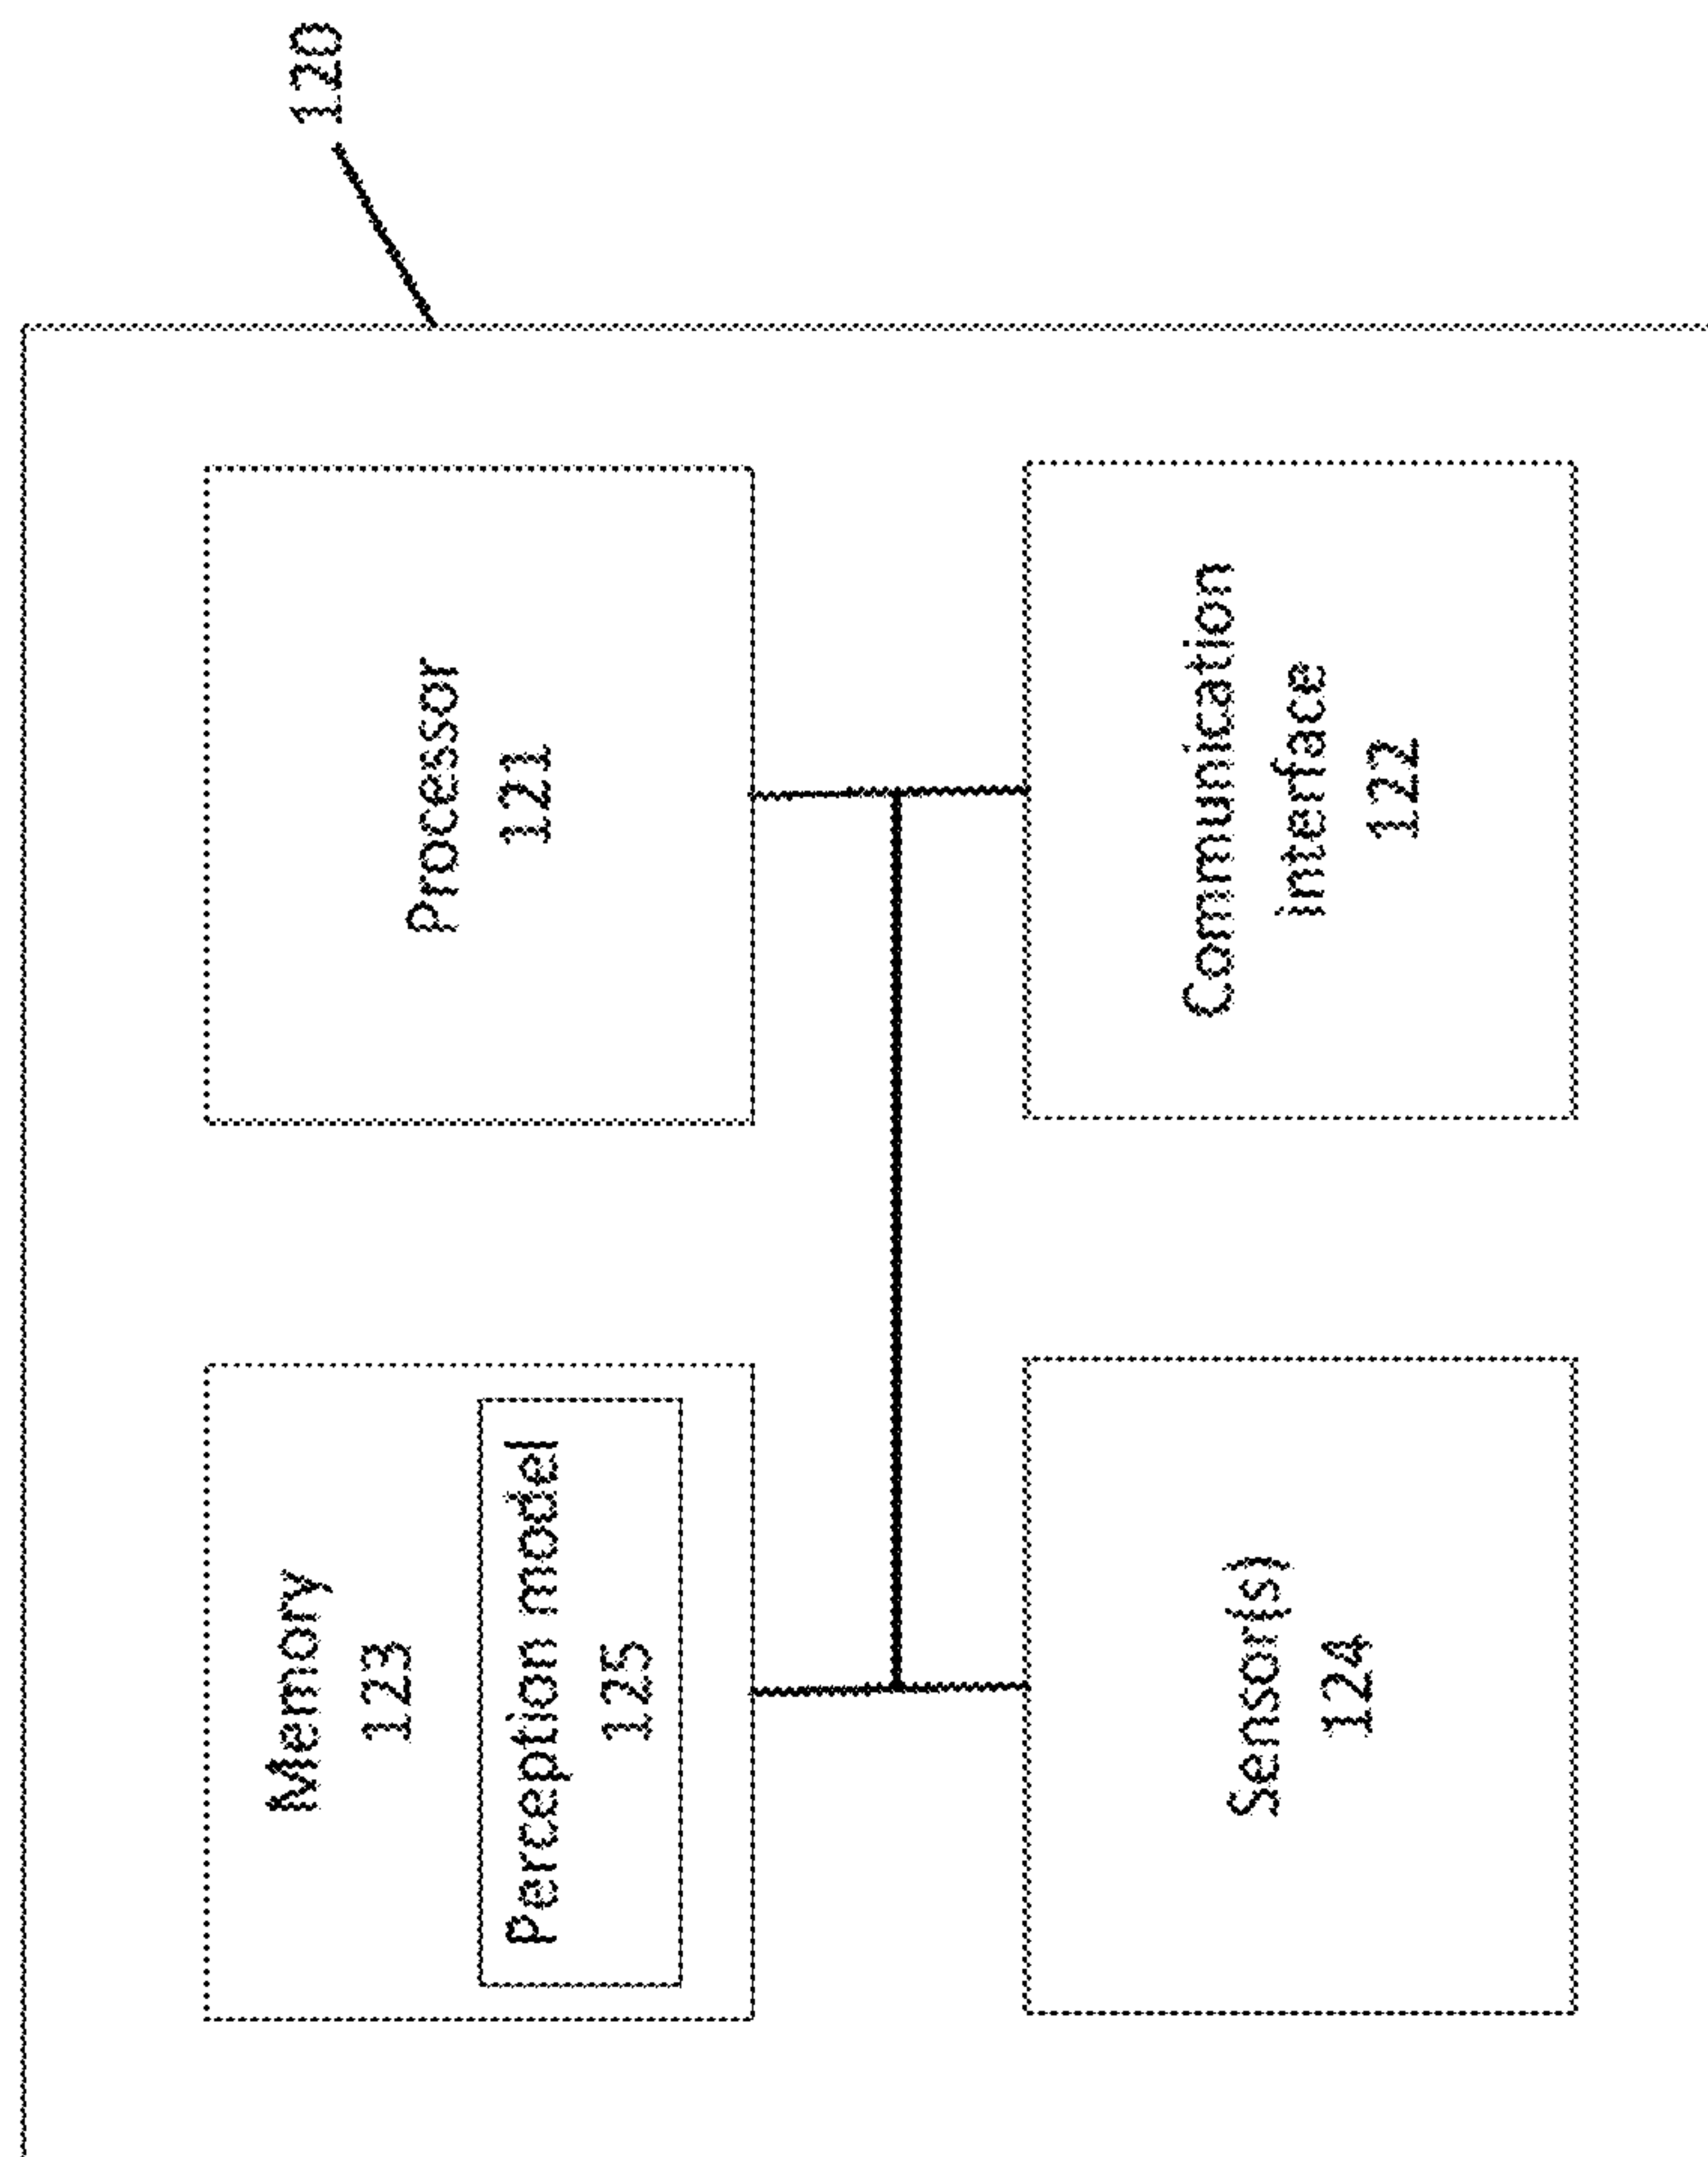 120
Memory
123
Perception model
125
Processor
121
Sensor(s)
124
Communication
interface
122